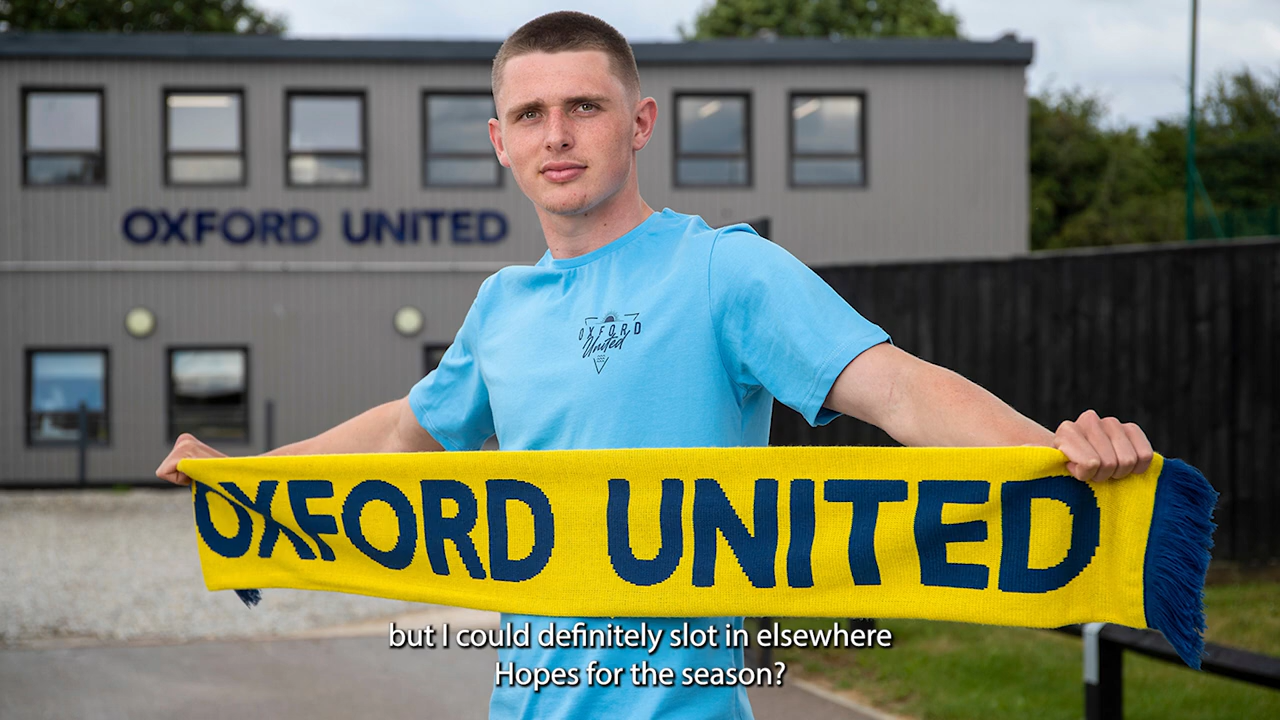 OXFORD UNITED
OXFORD
United
OXFORD UNITED
but I could definitely slot in elsewhere
Hopes for the season?